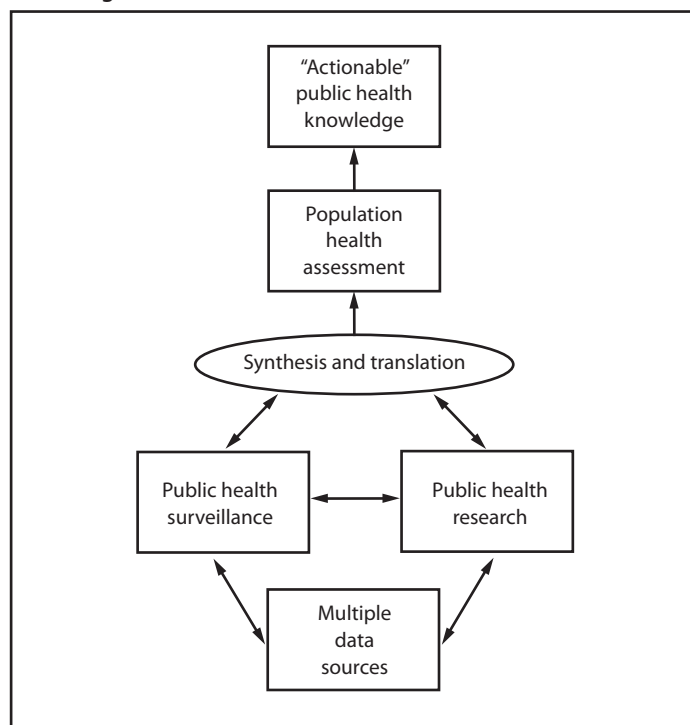 “Actionable”
public health
knowledge
Population
health
assessment
Synthesis and translation
Public health
surveillance
Public health
research
Multiple
data
sources